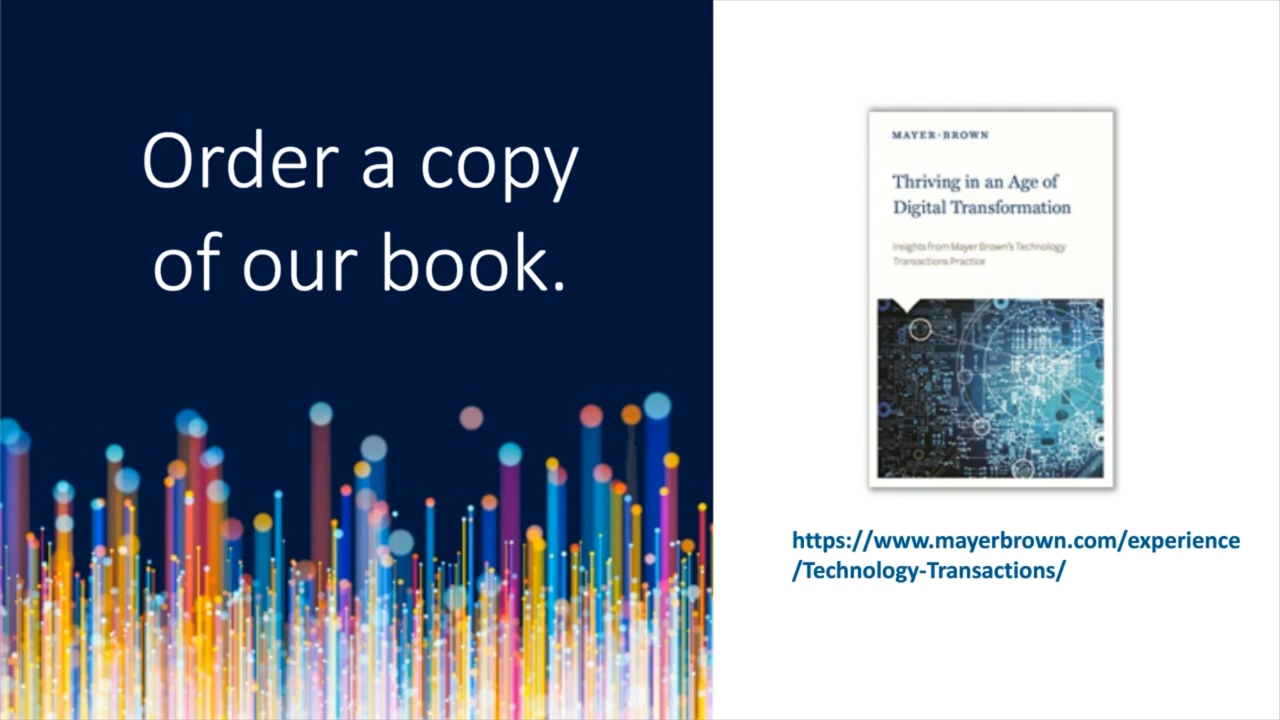 Order a copy
of our book.
MAYER·BROWN
Thriving in an Age of
Digital Transformation
Insights from Mayer Brown's Technology
Transactions Practice
https://www.mayerbrown.com/experience
/Technology-Transactions/